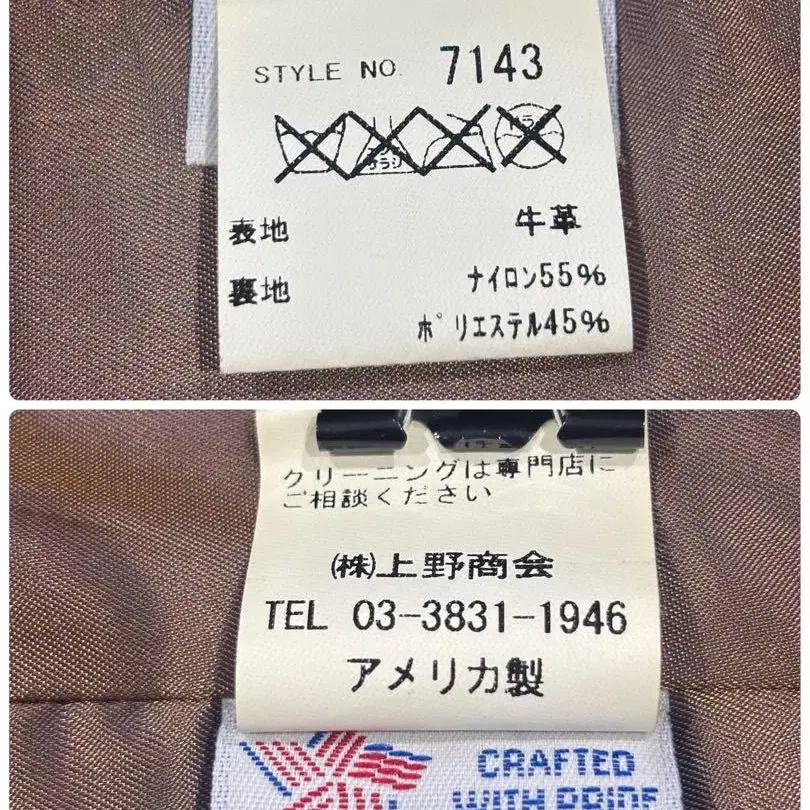 STYLE NO. 7143
表地 牛革
裏地 ナイロン55%
ポリエステル45%
クリーニングは専門店に
ご相談ください
㈱上野商会
TEL 03-3831-1946
アメリカ製
CRAFTED
WITH PRIDE